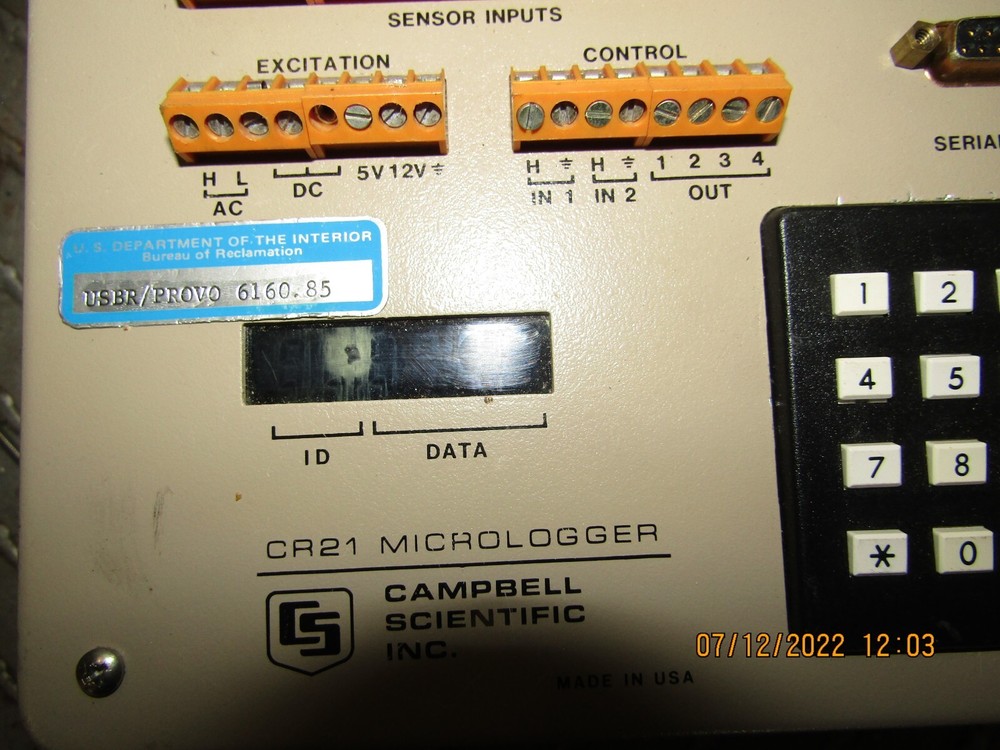 SENSOR INPUTS
EXCITATION
CONTROL
SERIAL
H L
AC
DC
5V 12V
H
IN 1
H
IN 2
1 2 3 4
OUT
U. S. DEPARTMENT OF THE INTERIOR
Bureau of Reclamation
USBR/PROVO 6160.85
ID
DATA
1 2
4 5
7 8
* 0
CR21 MICROLOGGER
CS
CAMPBELL
SCIENTIFIC
INC.
MADE IN USA
07/12/2022 12:03